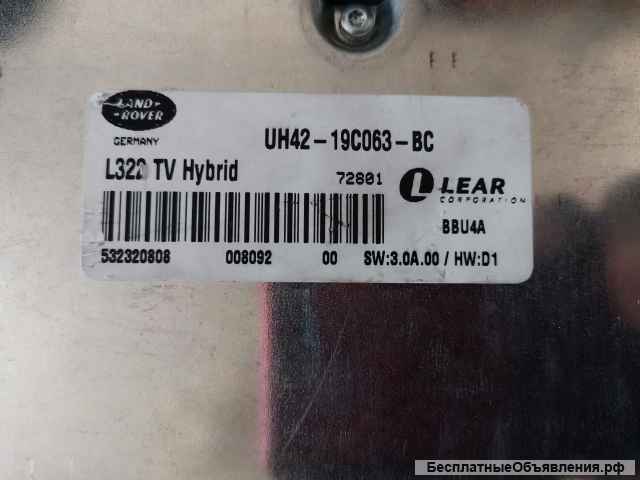 LAND-
-ROVER
GERMANY
UH42-19C063-BC
L322 TV Hybrid
72801
LEAR
CORPORATION
BBU4A
532320808 008092 00 SW:3.0A.00 / HW:D1
БесплатныеОбъявления.рф